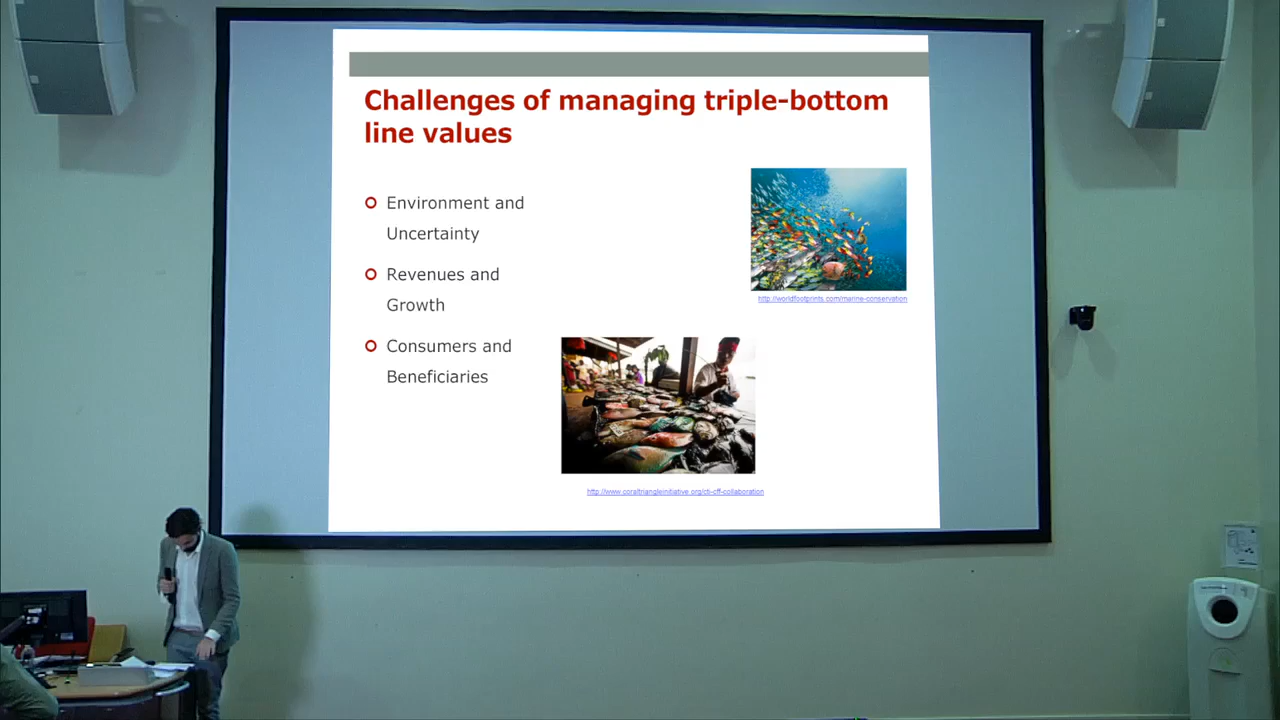 Challenges of managing triple-bottom
line values
Environment and
Uncertainty
Revenues and
Growth
Consumers and
Beneficiaries
http://worldfootprints.com/marine-conservation
http://www.coraltriangleinitiative.org/cti-cff-collaboration